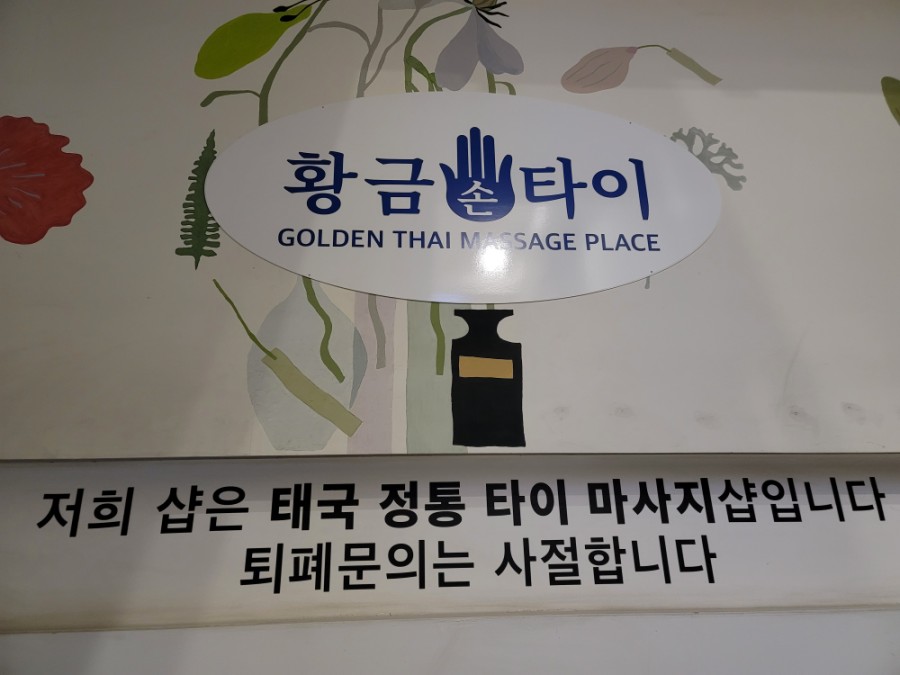 황금손타이
GOLDEN THAI MASSAGE PLACE
저희 샵은 태국 정통 타이 마사지샵입니다
퇴폐문의는 사절합니다